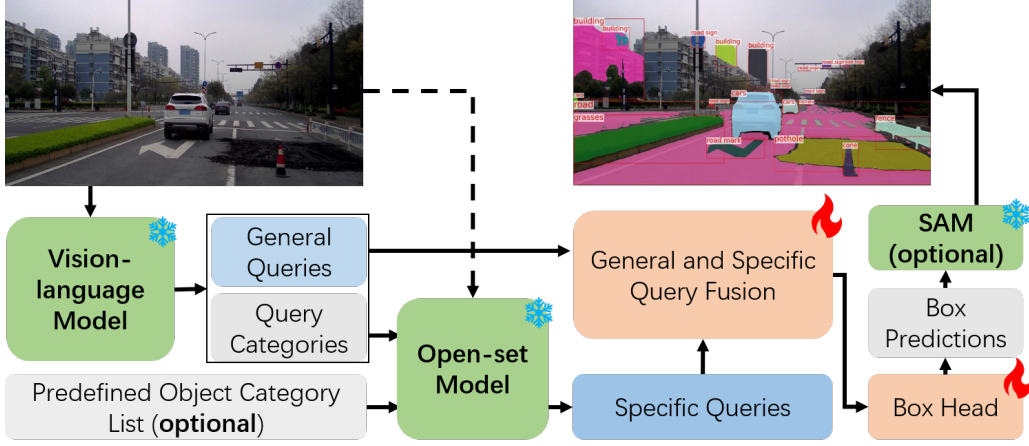 building
building
road sign
building
building
cars
cars
road
grasses
road mark
pothole
cone
fence
Vision-
language
Model
General
Queries
Query
Categories
Predefined Object Category
List (optional)
Open-set
Model
General and Specific
Query Fusion
Specific Queries
SAM
(optional)
Box
Predictions
Box Head